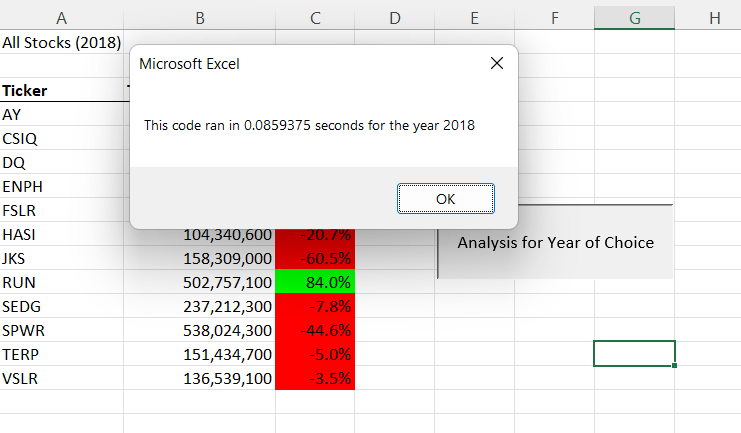 A B C D E F G H
All Stocks (2018)
Microsoft Excel
Ticker
AY
This code ran in 0.0859375 seconds for the year 2018
CSIQ
DQ
ENPH
OK
FSLR
HASI 104,340,600 -20.7%
Analysis for Year of Choice
JKS 158,309,000 -60.5%
RUN 502,757,100 84.0%
SEDG 237,212,300 -7.8%
SPWR 538,024,300 -44.6%
TERP 151,434,700 -5.0%
VSLR 136,539,100 -3.5%